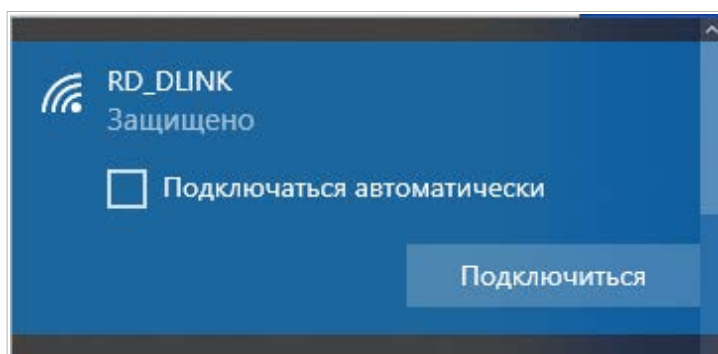 RD_DLINK
Защищено
Подключаться автоматически
Подключиться